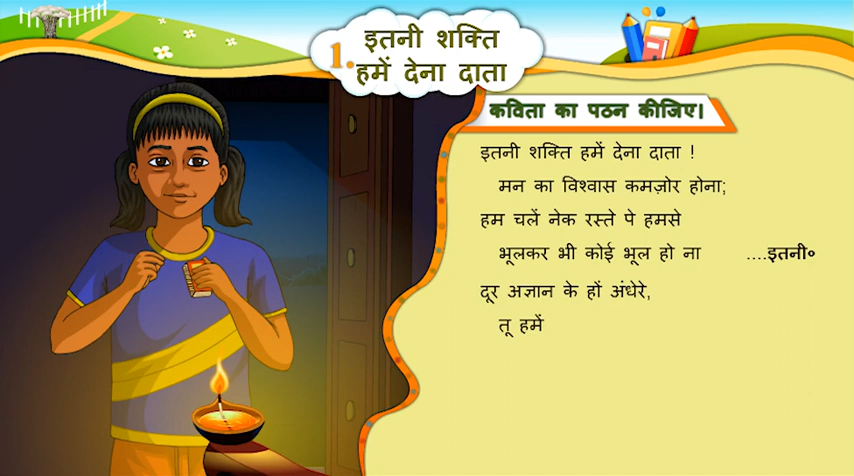 1.
इतनी शक्ति
हमें देना दाता
कविता का पठन कीजिए।
इतनी शक्ति हमें देना दाता !
मन का विश्वास कमज़ोर होना;
हम चलें नेक रस्ते पे हमसे
भूलकर भी कोई भूल हो ना ....इतनी०
दूर अज्ञान के हों अंधेरे,
तू हमें